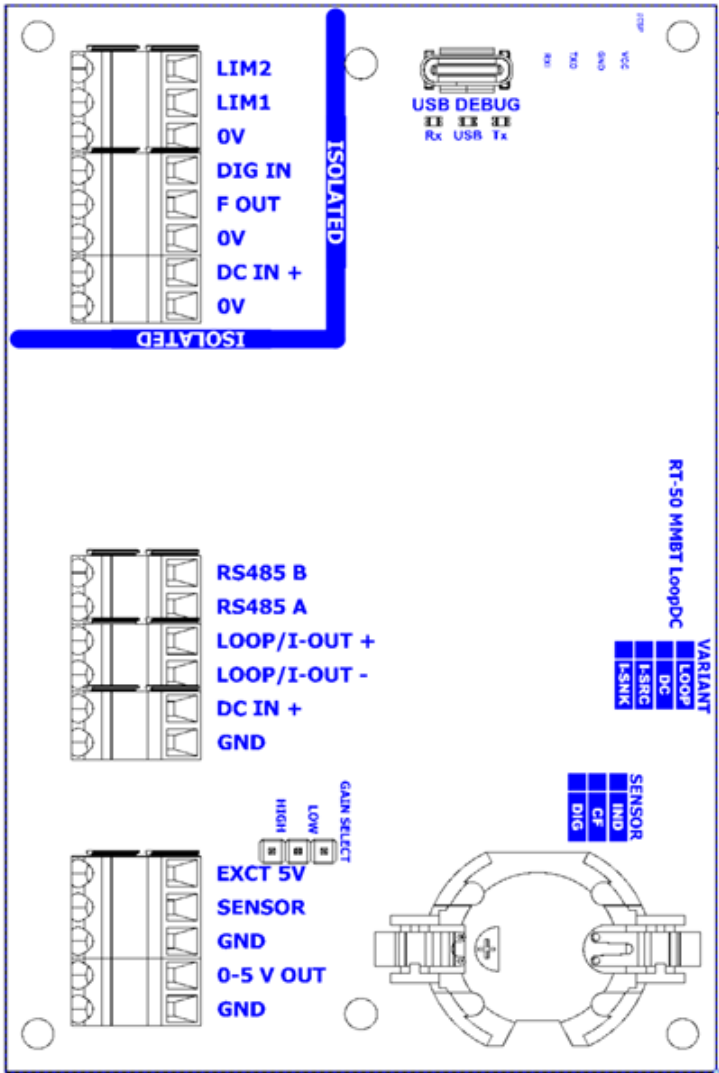 LIM2
LIM1
0V
DIG IN
F OUT
0V
DC IN +
0V
ISOLATED
ISOLATED
USB DEBUG
Rx USB Tx
RXI
TXO
GND
VCC
RT-50 MMBT LoopDC
VARIANT
LOOP
DC
I-SRC
I-SNK
RS485 B
RS485 A
LOOP/I-OUT +
LOOP/I-OUT -
DC IN +
GND
SENSOR
IND
CF
DIG
GAIN SELECT
LOW
HIGH
EXCT 5V
SENSOR
GND
0-5 V OUT
GND